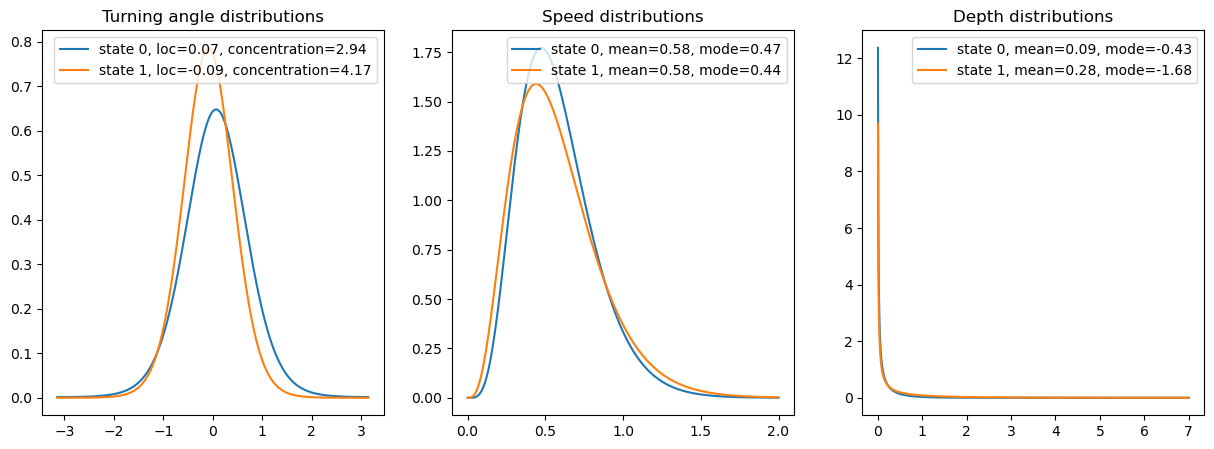 Turning angle distributions
state 0, loc=0.07, concentration=2.94
state 1, loc=-0.09, concentration=4.17
0.8
0.7
0.6
0.5
0.4
0.3
0.2
0.1
0.0
−3 −2 −1 0 1 2 3
Speed distributions
state 0, mean=0.58, mode=0.47
state 1, mean=0.58, mode=0.44
1.75
1.50
1.25
1.00
0.75
0.50
0.25
0.00
0.0 0.5 1.0 1.5 2.0
Depth distributions
state 0, mean=0.09, mode=-0.43
state 1, mean=0.28, mode=-1.68
12
10
8
6
4
2
0
0 1 2 3 4 5 6 7